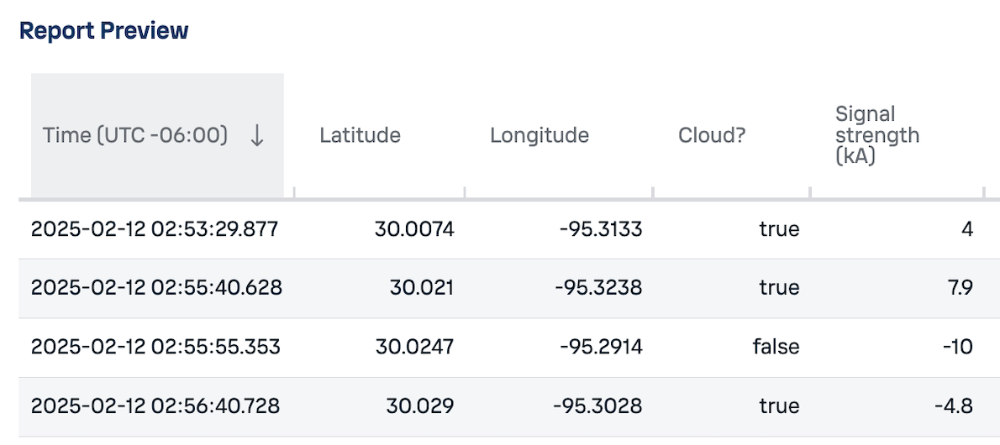 Report Preview
Time (UTC -06:00) ↓ Latitude Longitude Cloud? Signal strength (kA)
2025-02-12 02:53:29.877 30.0074 -95.3133 true 4
2025-02-12 02:55:40.628 30.021 -95.3238 true 7.9
2025-02-12 02:55:55.353 30.0247 -95.2914 false -10
2025-02-12 02:56:40.728 30.029 -95.3028 true -4.8